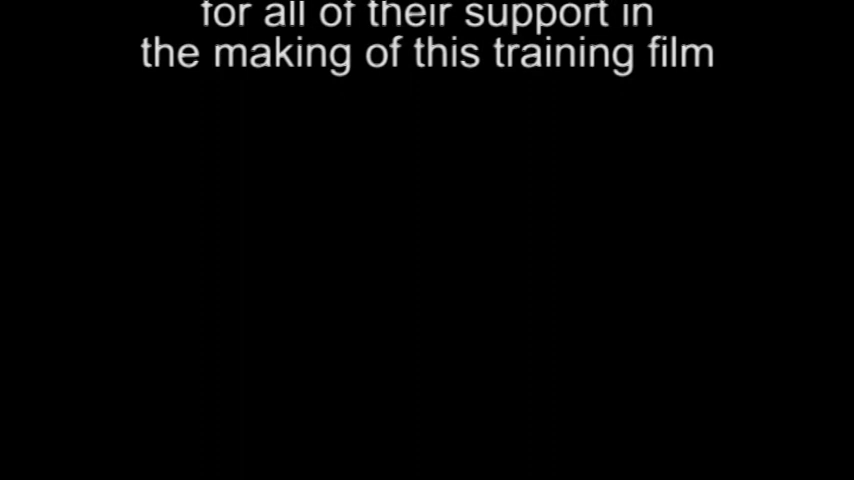 for all of their support in
the making of this training film